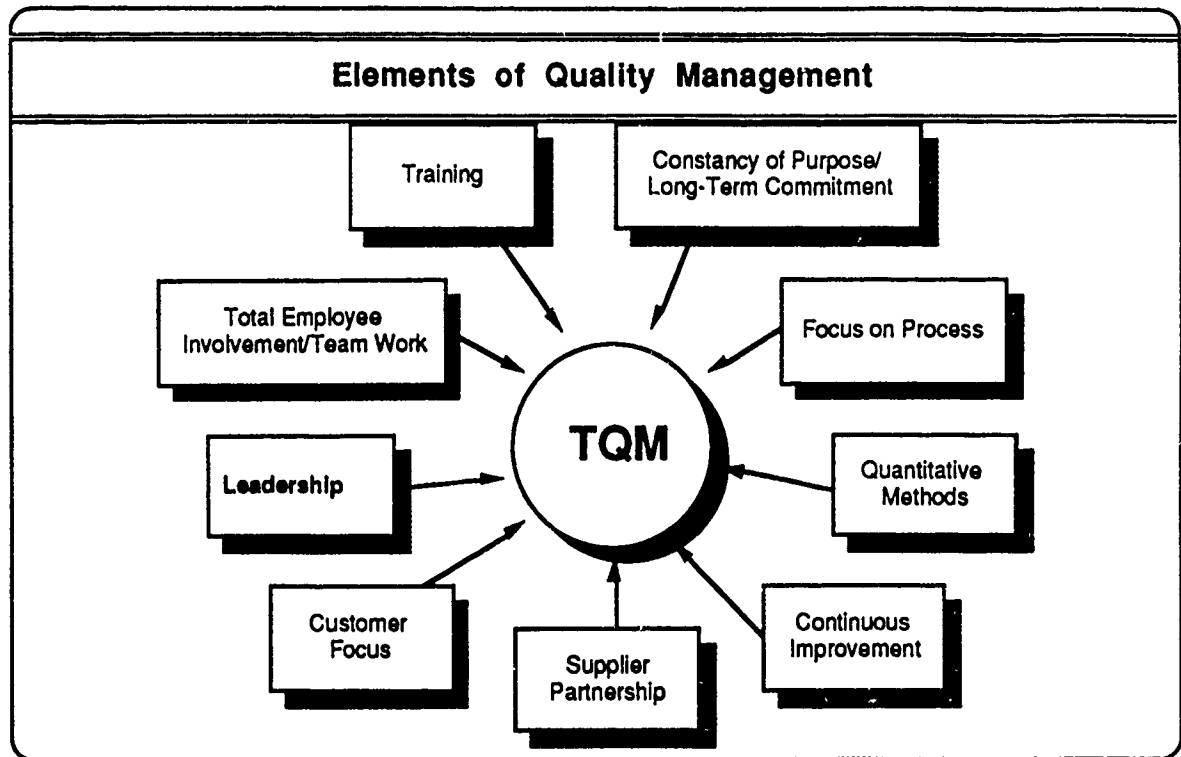 Elements of Quality Management
Training
Constancy of Purpose/
Long-Term Commitment
Total Employee
Involvement/Team Work
Focus on Process
TQM
Leadership
Quantitative
Methods
Customer
Focus
Supplier
Partnership
Continuous
Improvement